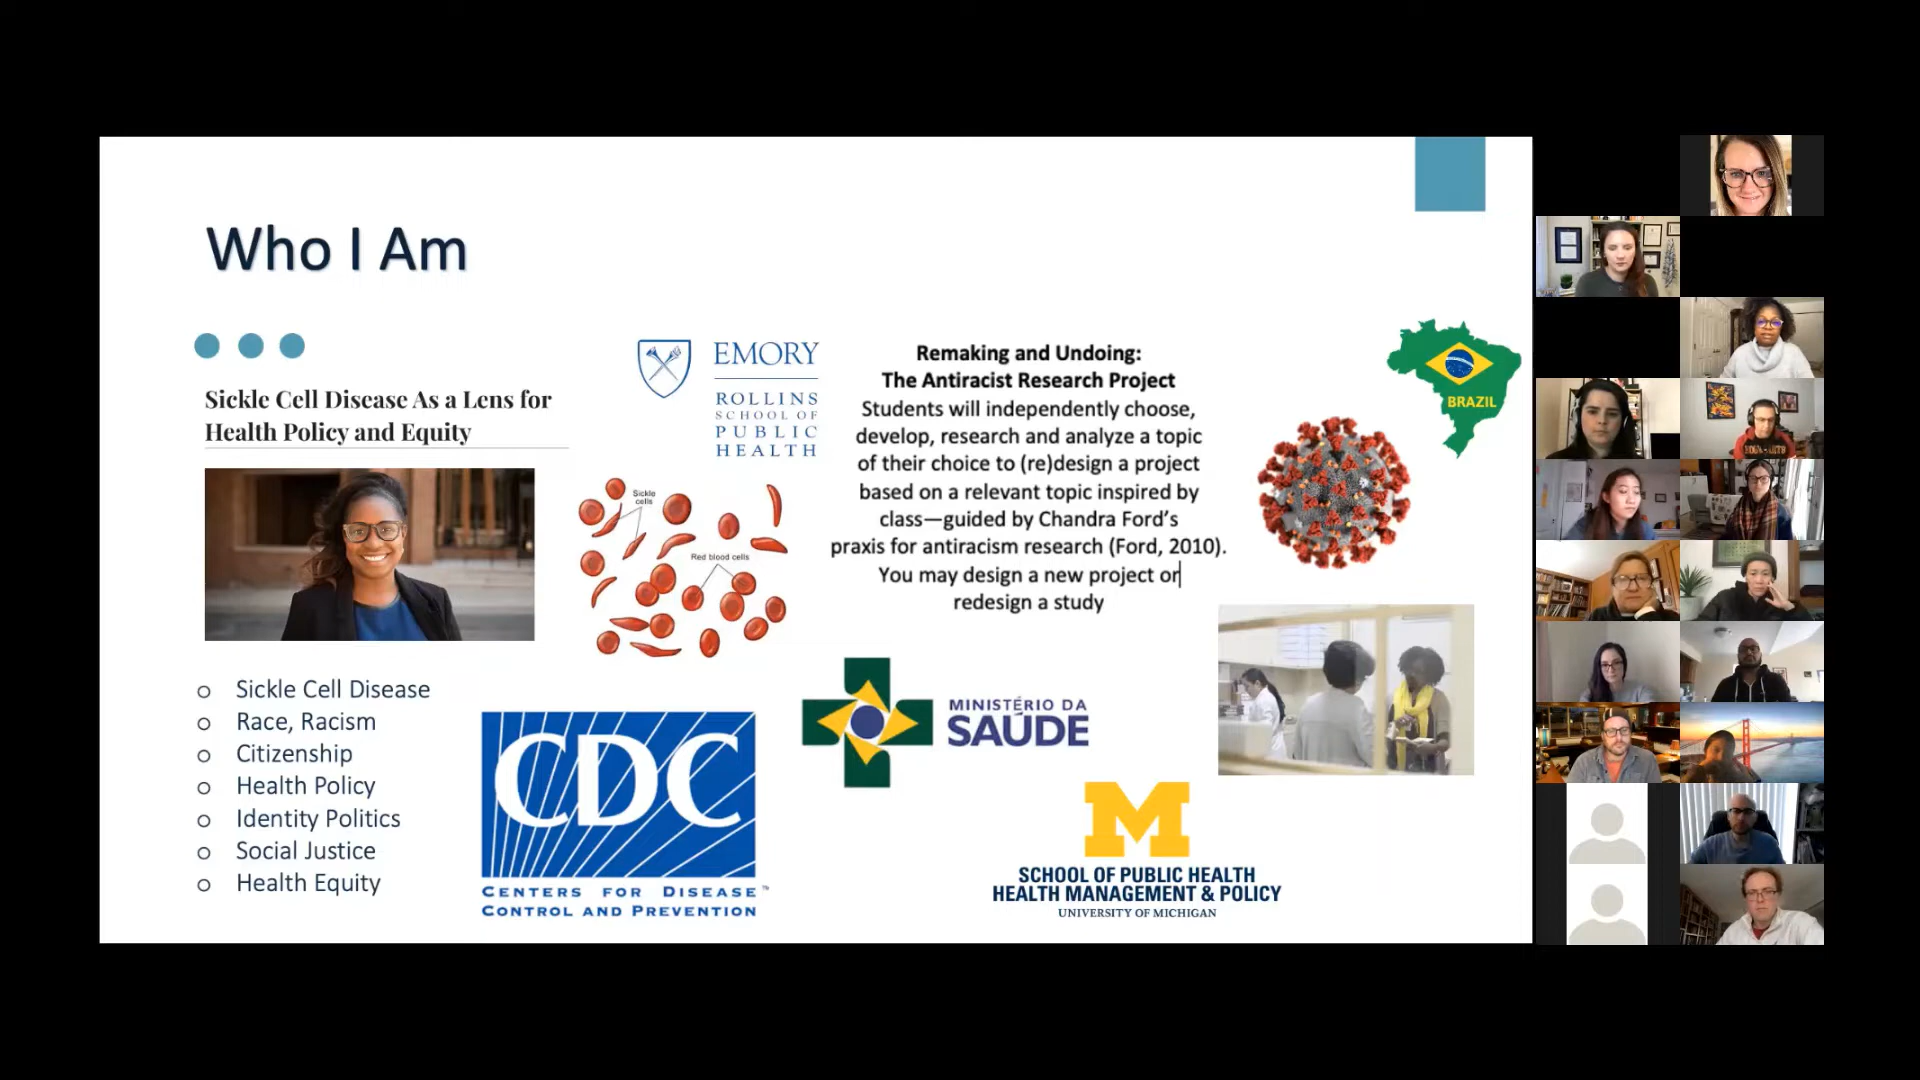 Who I Am
Sickle Cell Disease As a Lens for
Health Policy and Equity
Sickle Cell Disease
Race, Racism
Citizenship
Health Policy
Identity Politics
Social Justice
Health Equity
EMORY
ROLLINS
SCHOOL OF
PUBLIC
HEALTH
Sickle
cells
Red blood cells
CDC
CENTERS FOR DISEASE™
CONTROL AND PREVENTION
Remaking and Undoing:
The Antiracist Research Project
Students will independently choose,
develop, research and analyze a topic
of their choice to (re)design a project
based on a relevant topic inspired by
class—guided by Chandra Ford’s
praxis for antiracism research (Ford, 2010).
You may design a new project or
redesign a study
MINISTÉRIO DA
SAÚDE
M
SCHOOL OF PUBLIC HEALTH
HEALTH MANAGEMENT & POLICY
UNIVERSITY OF MICHIGAN
BRAZIL